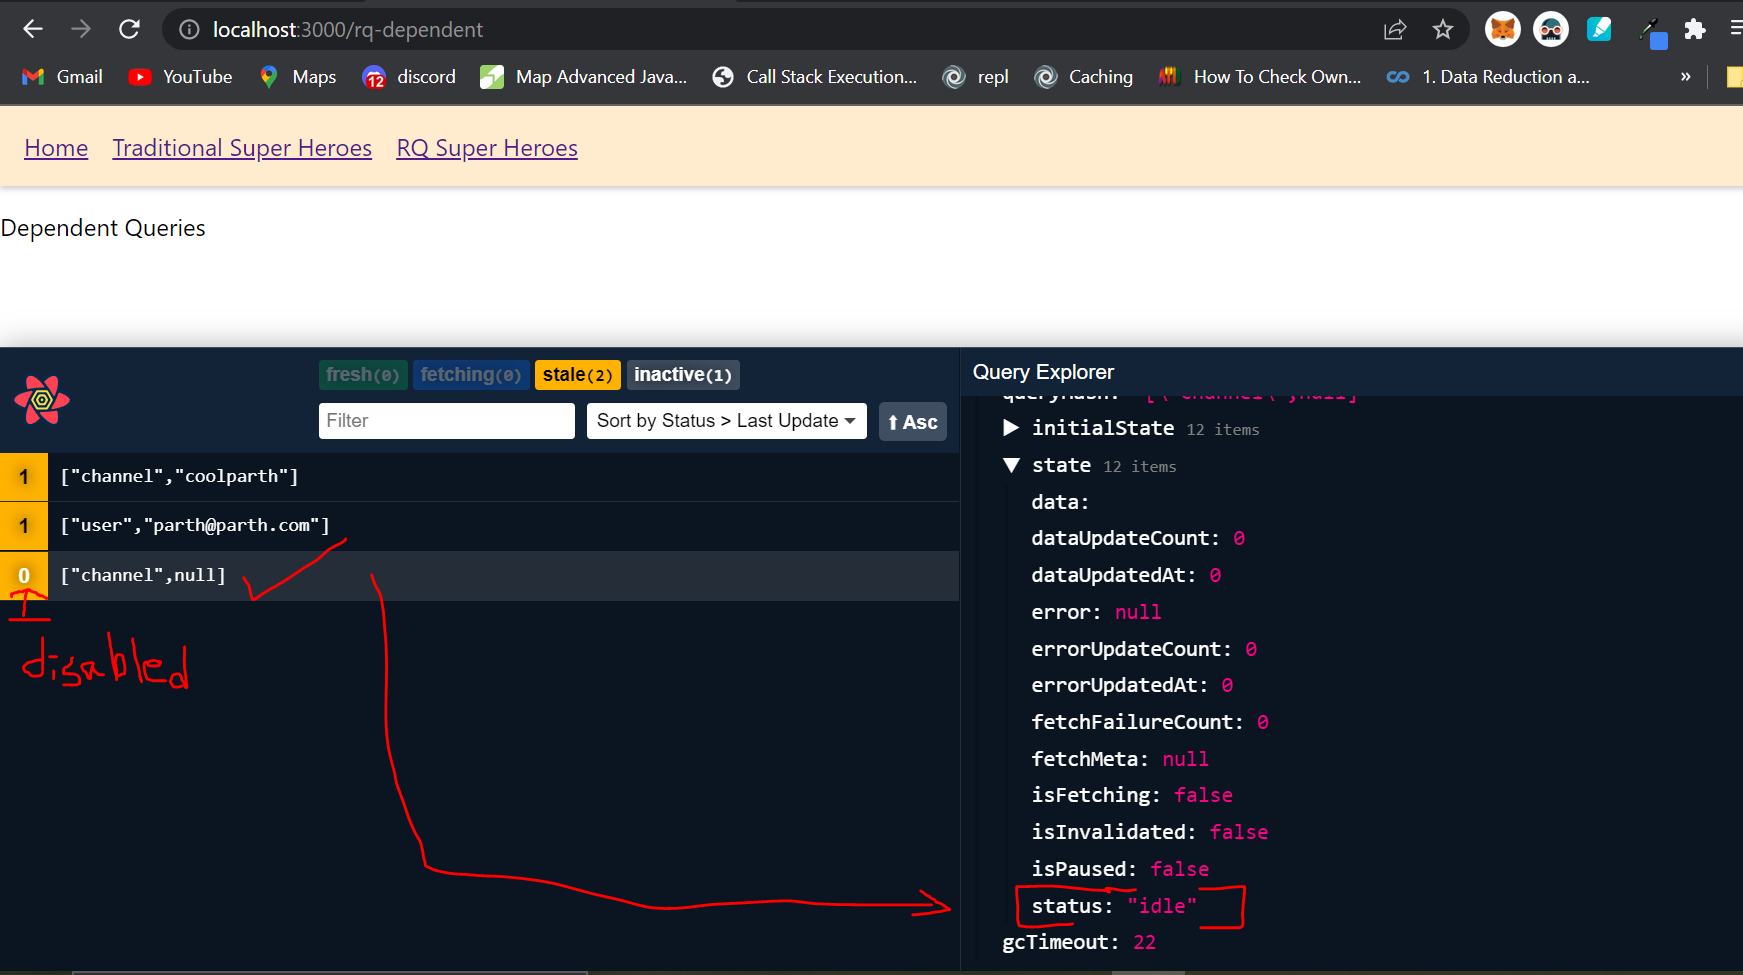 localhost:3000/rq-dependent
Gmail YouTube Maps 12 discord Map Advanced Java... Call Stack Execution... repl Caching How To Check Own... 1. Data Reduction a... »
Home Traditional Super Heroes RQ Super Heroes
Dependent Queries
fresh(0) fetching(0) stale(2) inactive(1)
Filter Sort by Status > Last Update Asc
1 ["channel","coolparth"]
1 ["user","parth@parth.com"]
0 ["channel",null]
disabled
Query Explorer
queryHash: "[\"channel\",null]"
initialState 12 items
state 12 items
data:
dataUpdateCount: 0
dataUpdatedAt: 0
error: null
errorUpdateCount: 0
errorUpdatedAt: 0
fetchFailureCount: 0
fetchMeta: null
isFetching: false
isInvalidated: false
isPaused: false
status: "idle"
gcTimeout: 22